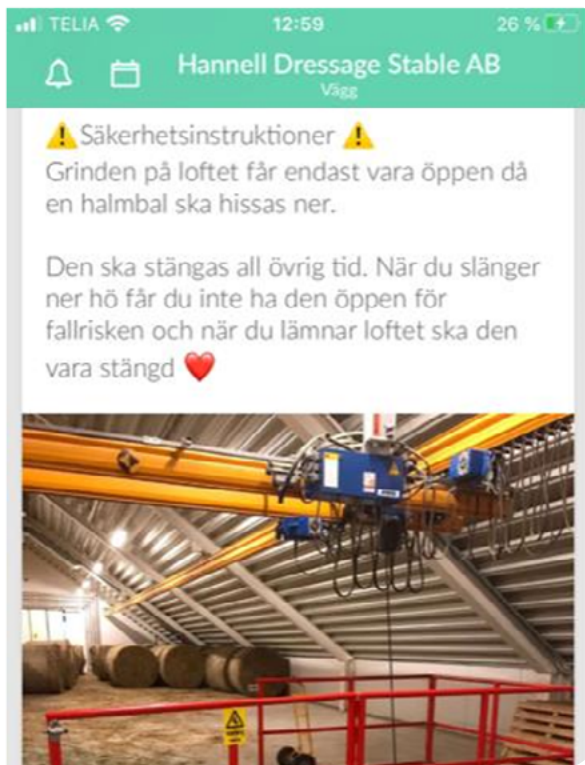 TELIA 12:59 26 %
Hannell Dressage Stable AB
Vägg
⚠️Säkerhetsinstruktioner ⚠️
Grinden på loftet får endast vara öppen då
en halmbal ska hissas ner.
Den ska stängas all övrig tid. När du slänger
ner hö får du inte ha den öppen för
fallrisken och när du lämnar loftet ska den
vara stängd ❤️